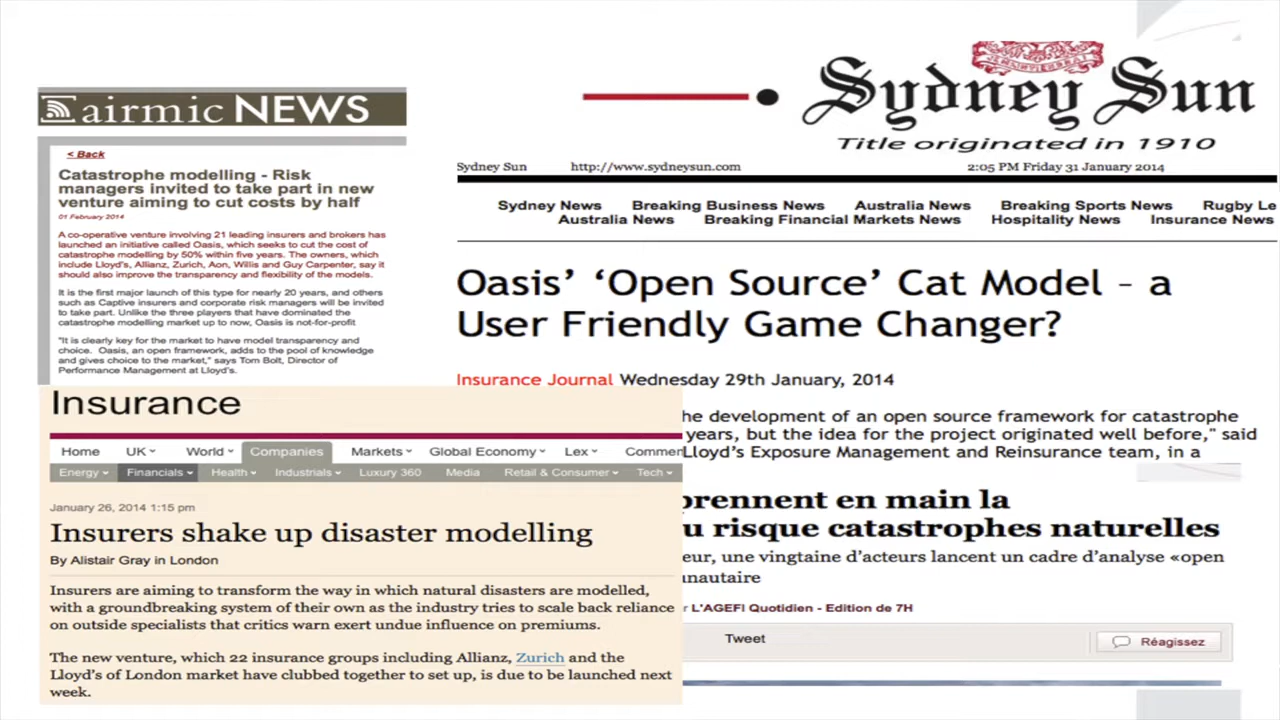 airmic NEWS
< Back
Catastrophe modelling - Risk
managers invited to take part in new
venture aiming to cut costs by half
01 February 2014
A co-operative venture involving 21 leading insurers and brokers has
launched an initiative called Oasis, which seeks to cut the cost of
catastrophe modelling by 50% within five years. The owners, which
include Lloyd's, Allianz, Zurich, Aon, Willis and Guy Carpenter, say it
should also improve the transparency and flexibility of the models.
It is the first major launch of this type for nearly 20 years, and others
such as Captive insurers and corporate risk managers will be invited
to take part. Unlike the three players that have dominated the
catastrophe modelling market up to now, Oasis is not-for-profit
"It is clearly key for the market to have model transparency and
choice. Oasis, an open framework, adds to the pool of knowledge
and gives choice to the market," says Tom Bolt, Director of
Performance Management at Lloyd's.
Sydney Sun
Title originated in 1910
Sydney Sun http://www.sydneysun.com 2:05 PM Friday 31 January 2014
Sydney News Breaking Business News Australia News Breaking Sports News Rugby Le
Australia News Breaking Financial Markets News Hospitality News Insurance News
Oasis' 'Open Source' Cat Model – a
User Friendly Game Changer?
Insurance Journal Wednesday 29th January, 2014
he development of an open source framework for catastrophe
years, but the idea for the project originated well before," said
Lloyd's Exposure Management and Reinsurance team, in a
Insurance
Home UK World Companies Markets Global Economy Lex Commen
Energy Financials Health Industrials Luxury 360 Media Retail & Consumer Tech
January 26, 2014 1:15 pm
Insurers shake up disaster modelling
By Alistair Gray in London
Insurers are aiming to transform the way in which natural disasters are modelled,
with a groundbreaking system of their own as the industry tries to scale back reliance
on outside specialists that critics warn exert undue influence on premiums.
The new venture, which 22 insurance groups including Allianz, Zurich and the
Lloyd's of London market have clubbed together to set up, is due to be launched next
week.
prennent en main la
u risque catastrophes naturelles
eur, une vingtaine d'acteurs lancent un cadre d'analyse «open
nautaire
r L'AGEFI Quotidien - Edition de 7H
Tweet
Réagissez